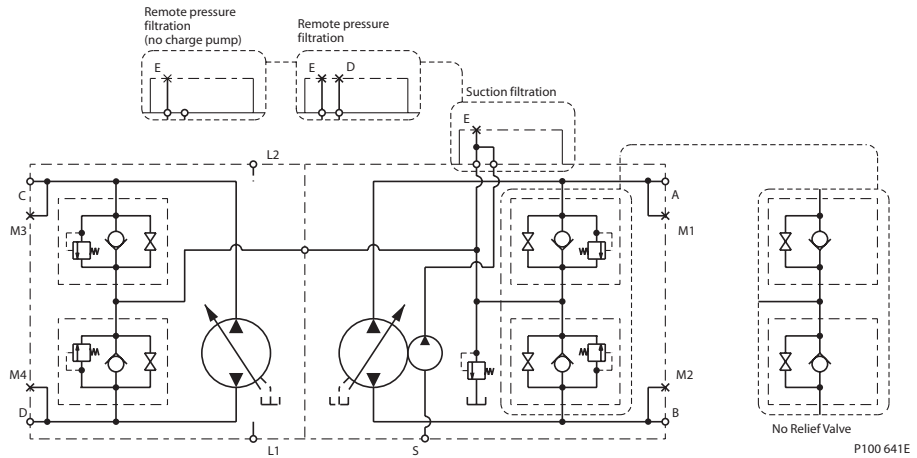 Remote pressure
filtration
(no charge pump)
Remote pressure
filtration
E
E D
Suction filtration
E
L2
C
A
M3
M1
M4
M2
D
B
L1
S
No Relief Valve
P100 641E